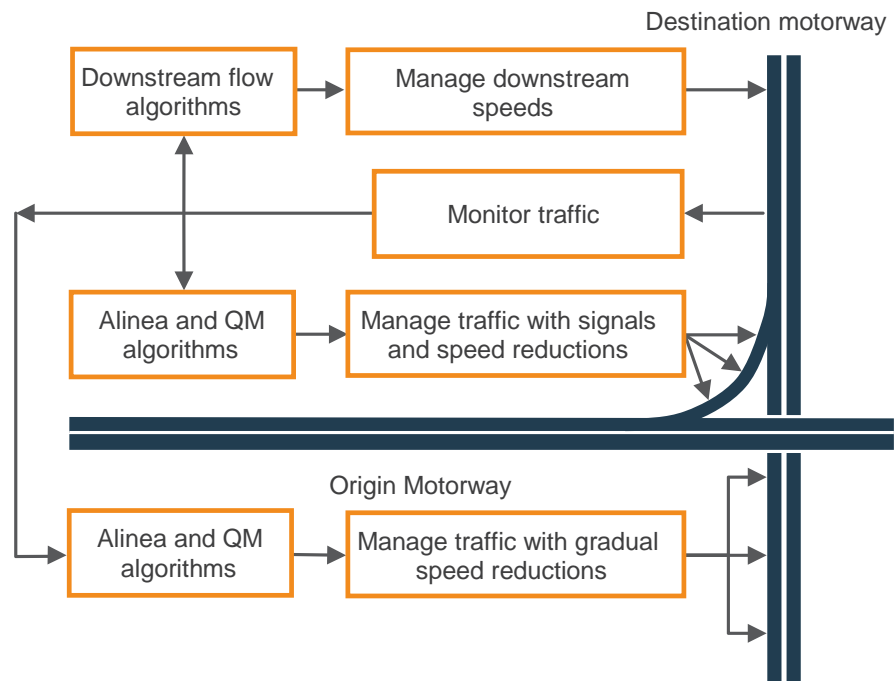 Destination motorway
Downstream flow
algorithms
Manage downstream
speeds
Monitor traffic
Alinea and QM
algorithms
Manage traffic with signals
and speed reductions
Origin Motorway
Alinea and QM
algorithms
Manage traffic with gradual
speed reductions